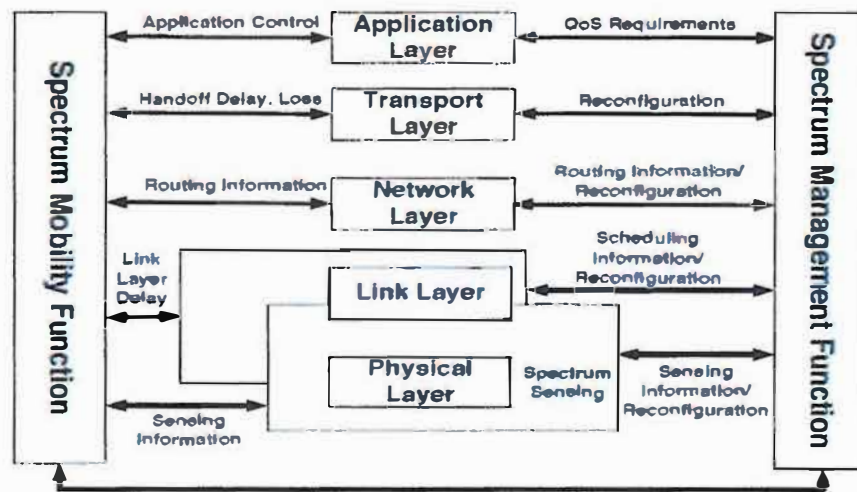 Spectrum Mobility Function
Application Control
Application
Layer
QoS Requirements
Handoff Delay, Loss
Transport
Layer
Reconfiguration
Routing Information
Network
Layer
Routing Information/
Reconfiguration
Link
Layer
Delay
Link Layer
Scheduling
Information/
Reconfiguration
Physical
Layer
Spectrum
Sensing
Sensing
Information
Sensing
Information/
Reconfiguration
Spectrum Management Function